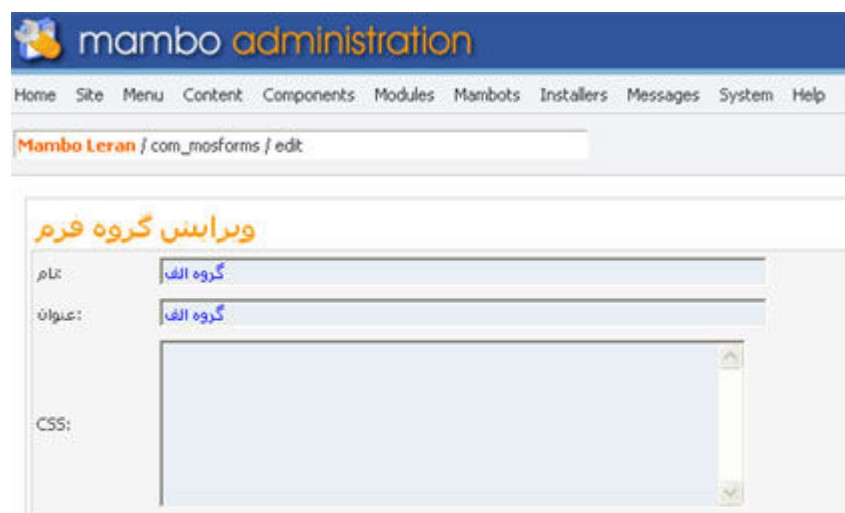 mambo administration
Home Site Menu Content Components Modules Mambots Installers Messages System Help
Mambo Leran / com_mosforms / edit
ویرایش گروه فرم
نام:
گروه الف
عنوان:
گروه الف
CSS: